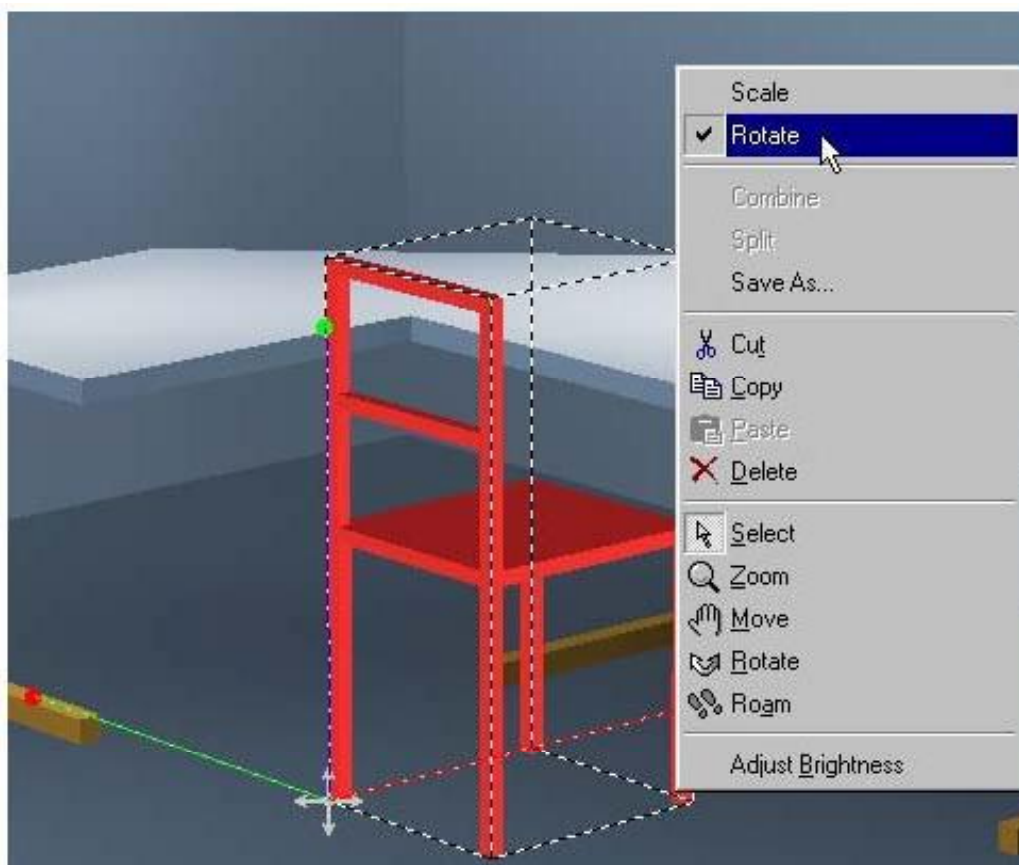 Scale
Rotate
Combine
Split
Save As...
Cut
Copy
Paste
Delete
Select
Zoom
Move
Rotate
Roam
Adjust Brightness